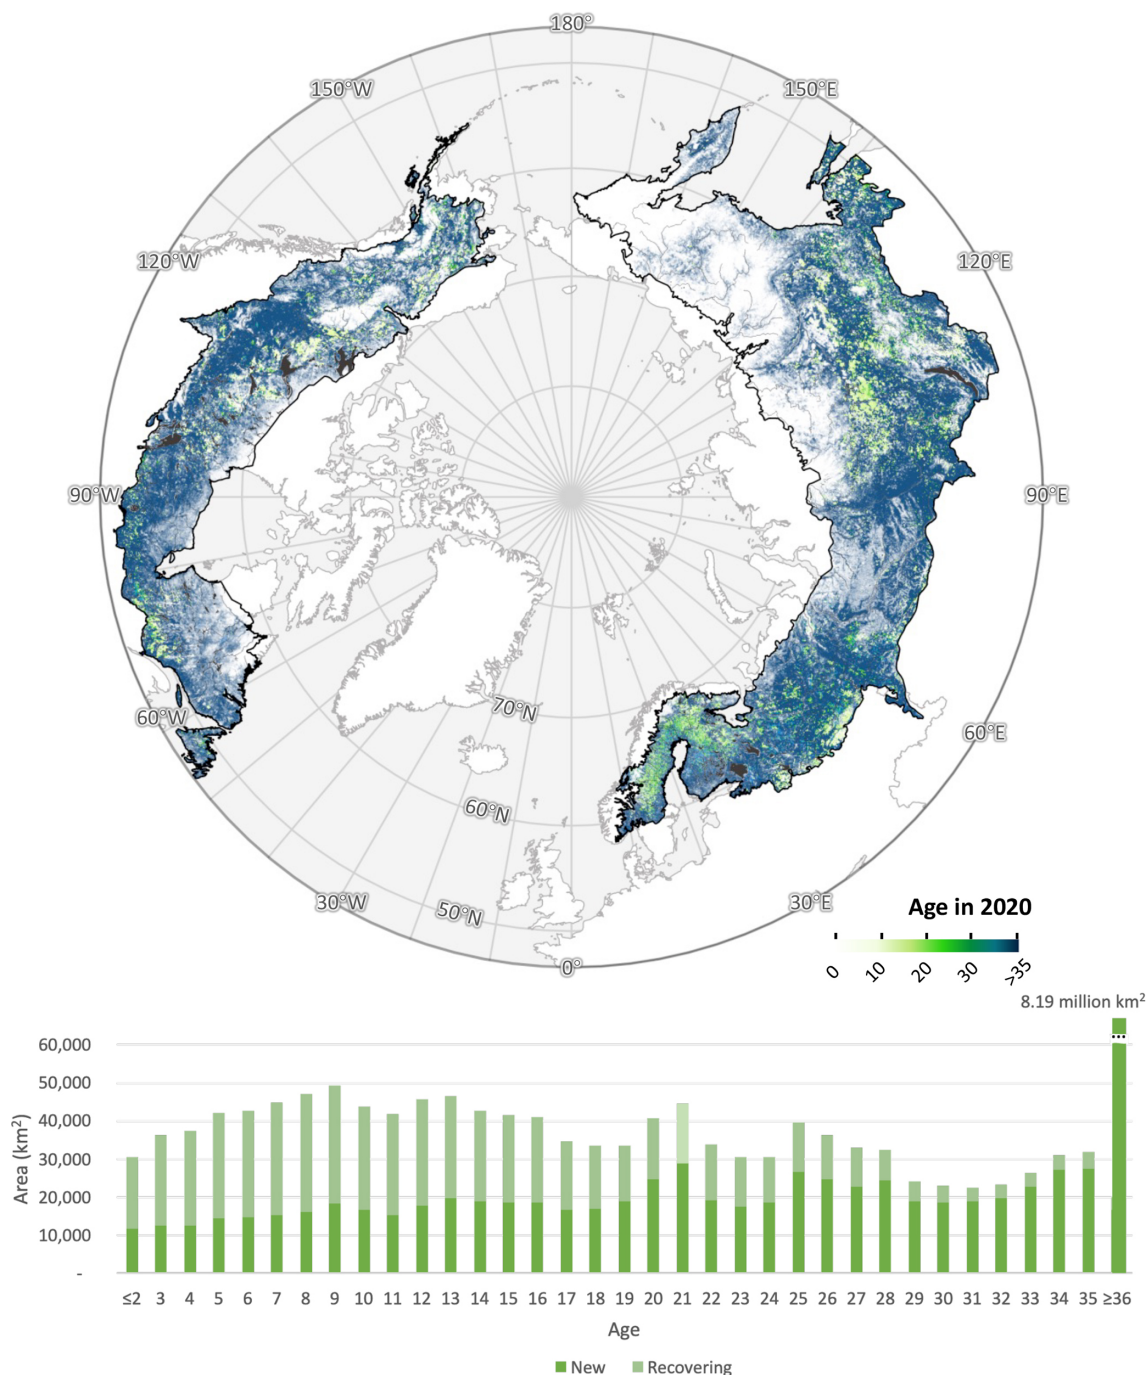 180°
150°W
150°E
120°W
120°E
90°W
90°E
60°W
70°N
60°E
60°N
30°W
50°N
30°E
0°
Age in 2020
0 10 20 30 >35
8.19 million km²
...
60,000
50,000
40,000
30,000
20,000
10,000
-
Area (km²)
≤2 3 4 5 6 7 8 9 10 11 12 13 14 15 16 17 18 19 20 21 22 23 24 25 26 27 28 29 30 31 32 33 34 35 ≥36
Age
New Recovering